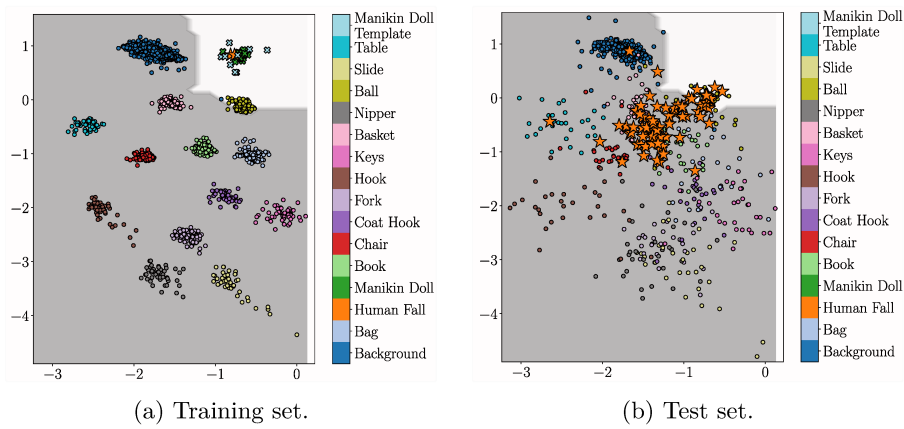 1
0
−1
−2
−3
−4
−3
−2
−1
0
Manikin Doll
Template
Table
Slide
Ball
Nipper
Basket
Keys
Hook
Fork
Coat Hook
Chair
Book
Manikin Doll
Human Fall
Bag
Background
(a) Training set.
1
0
−1
−2
−3
−4
−3
−2
−1
0
Manikin Doll
Template
Table
Slide
Ball
Nipper
Basket
Keys
Hook
Fork
Coat Hook
Chair
Book
Manikin Doll
Human Fall
Bag
Background
(b) Test set.